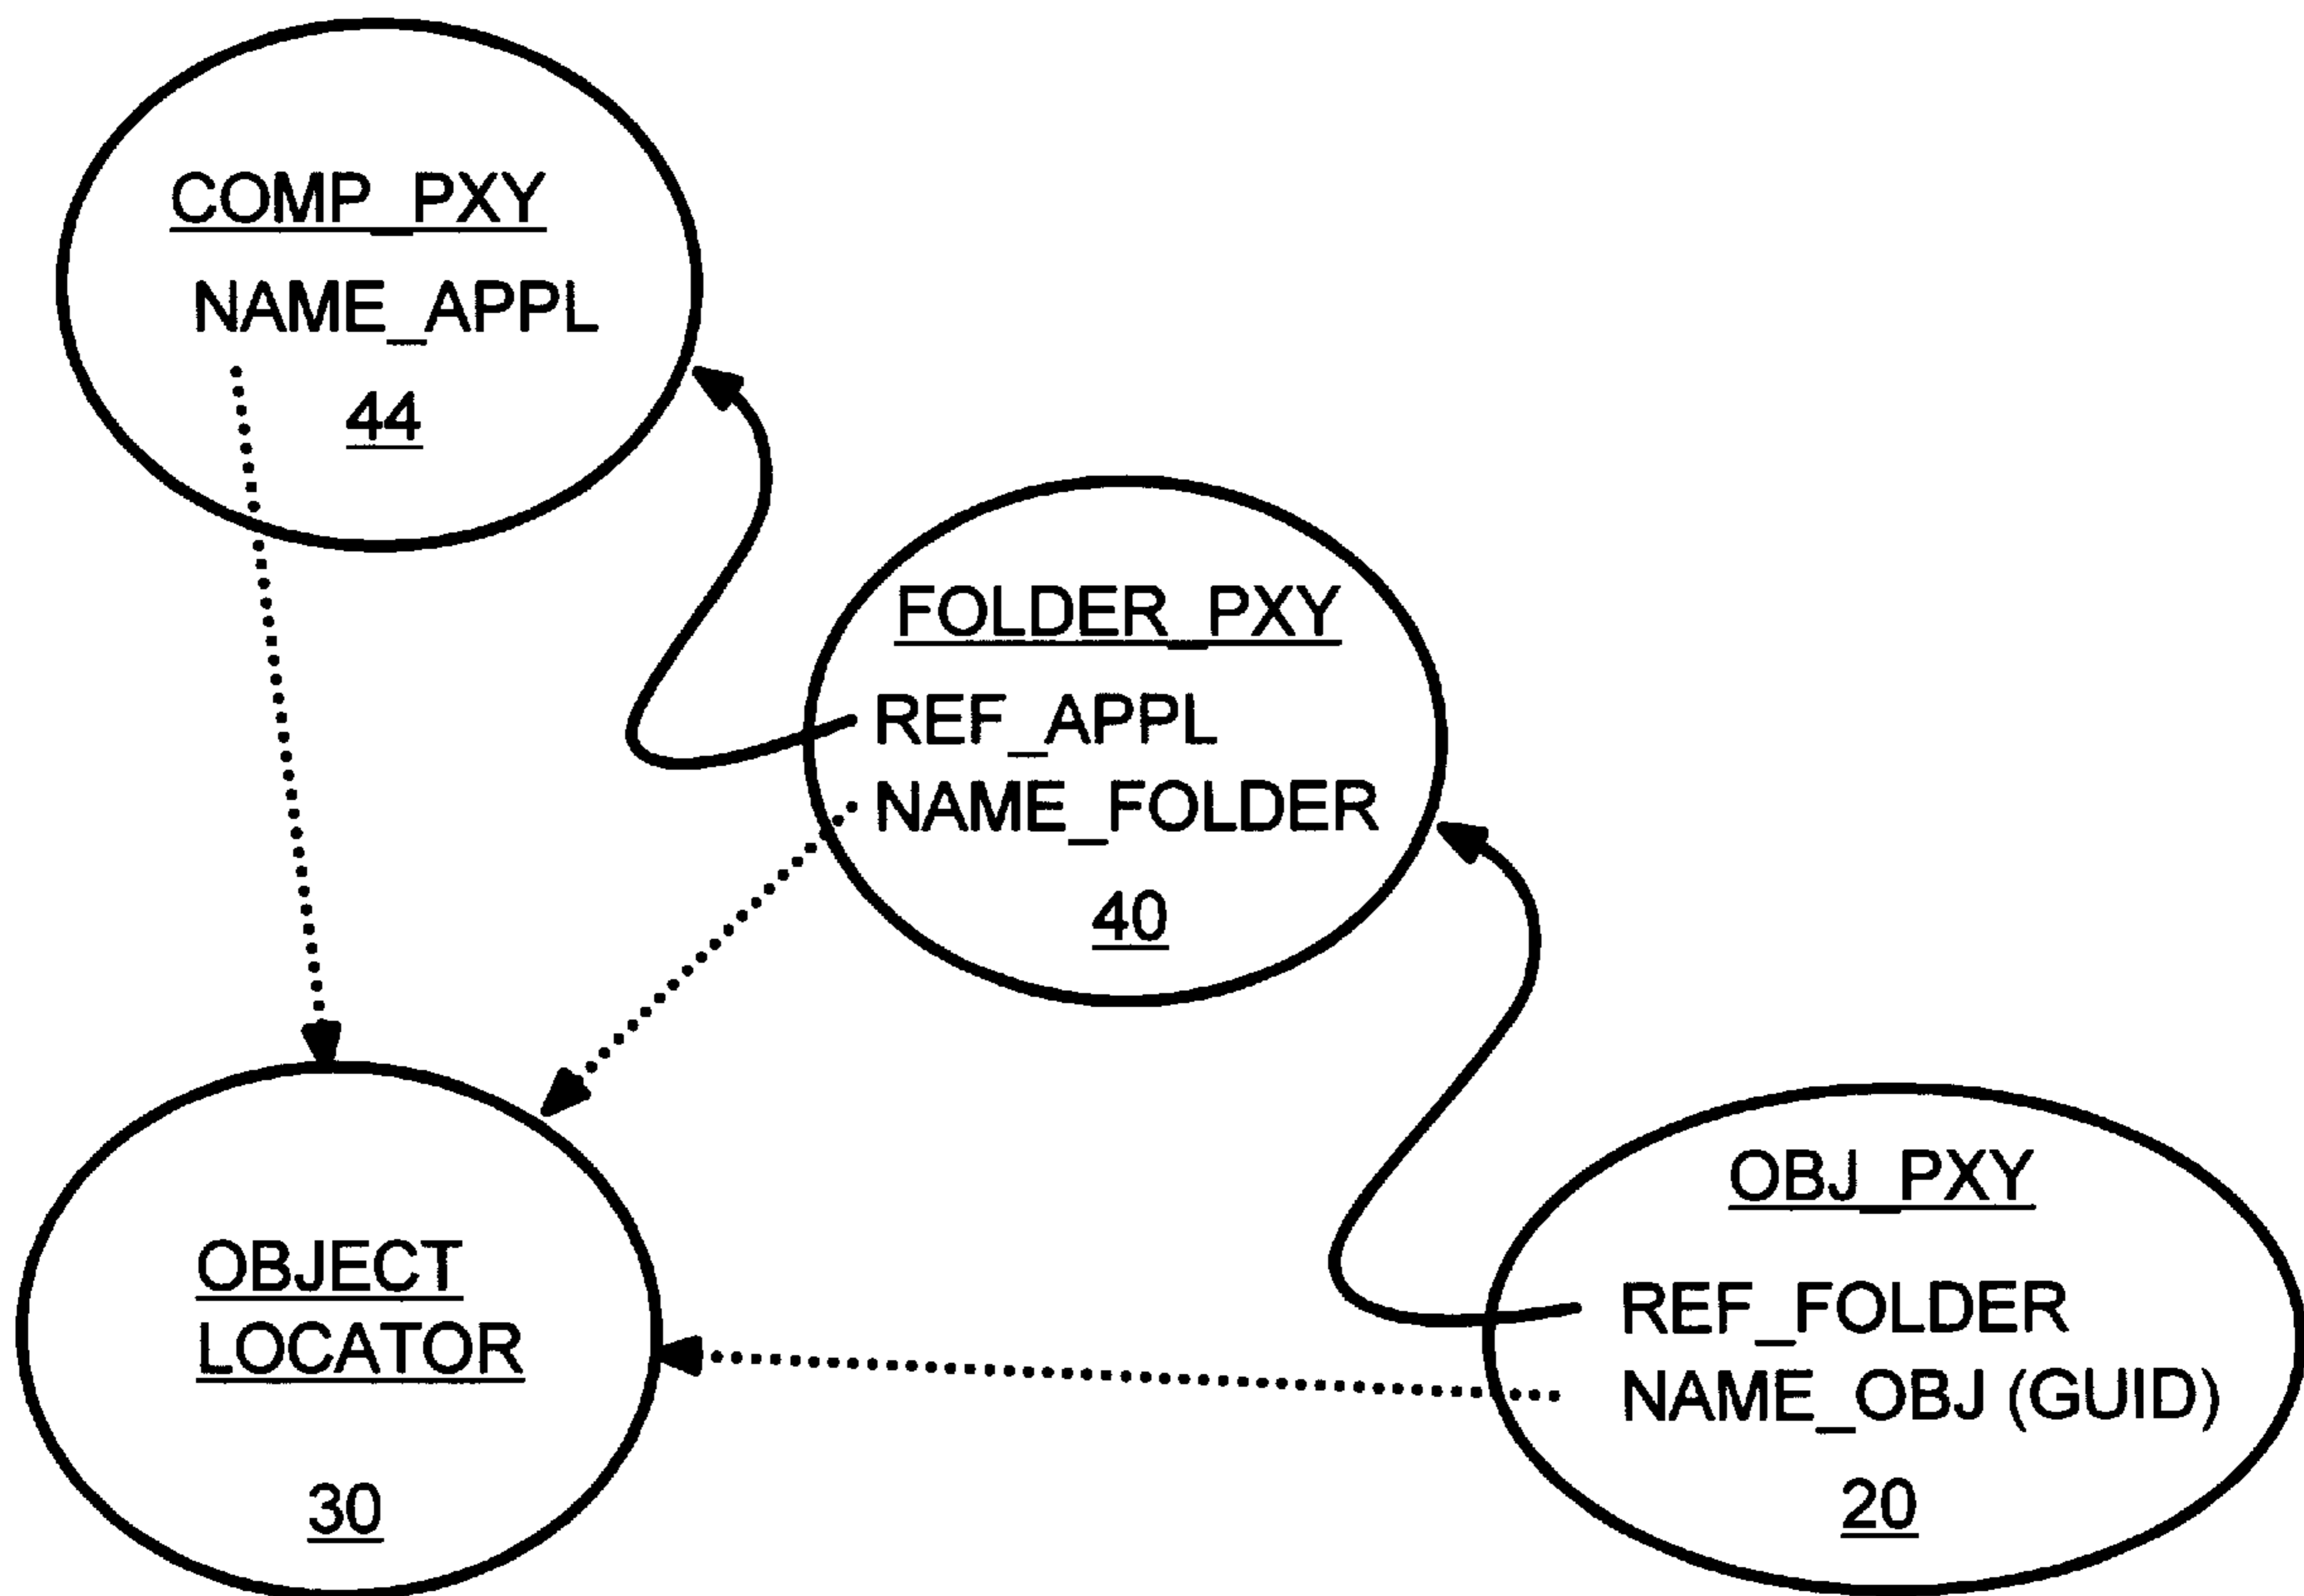 COMP_PXY
NAME_APPL
44
FOLDER_PXY
REF_APPL
NAME_FOLDER
40
OBJECT
LOCATOR
30
OBJ_PXY
REF_FOLDER
NAME_OBJ (GUID)
20